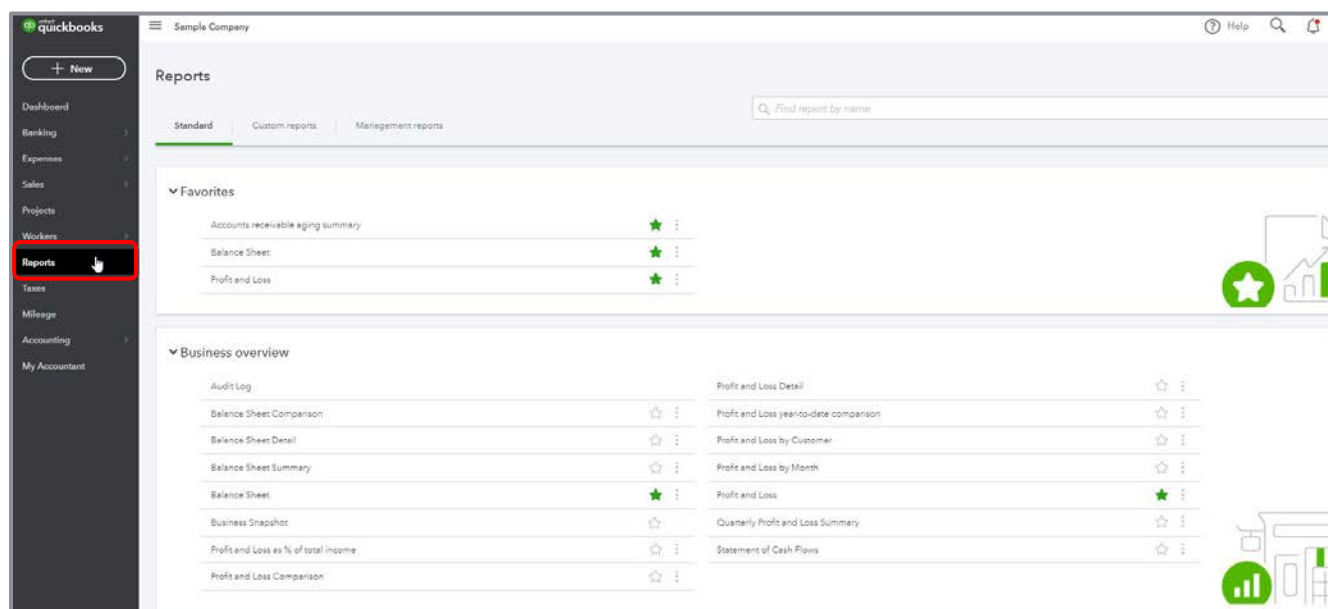 qb intuit quickbooks
Sample Company
Help
+ New
Dashboard
Banking
Expenses
Sales
Projects
Workers
Reports
Taxes
Mileage
Accounting
My Accountant
Reports
Find report by name
Standard
Custom reports
Management reports
Favorites
Accounts receivable aging summary
Balance Sheet
Profit and Loss
Business overview
Audit Log
Balance Sheet Comparison
Balance Sheet Detail
Balance Sheet Summary
Balance Sheet
Business Snapshot
Profit and Loss as % of total income
Profit and Loss Comparison
Profit and Loss Detail
Profit and Loss year-to-date comparison
Profit and Loss by Customer
Profit and Loss by Month
Profit and Loss
Quarterly Profit and Loss Summary
Statement of Cash Flows